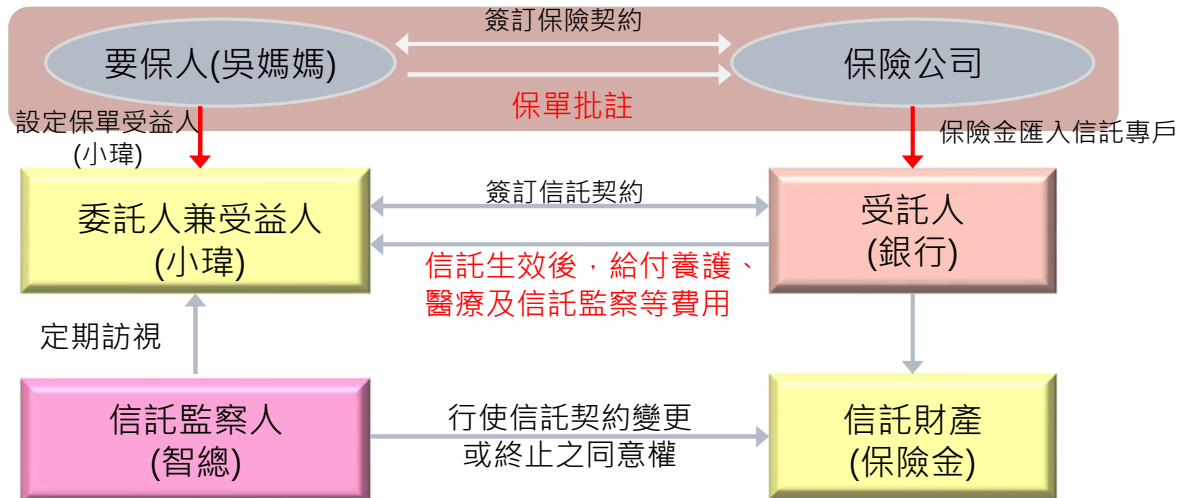 簽訂保險契約
要保人(吳媽媽)
保險公司
保單批註
設定保單受益人
(小瑋)
保險金匯入信託專戶
簽訂信託契約
委託人兼受益人
(小瑋)
受託人
(銀行)
信託生效後，給付養護、
醫療及信託監察等費用
定期訪視
信託監察人
(智總)
行使信託契約變更
或終止之同意權
信託財產
(保險金)